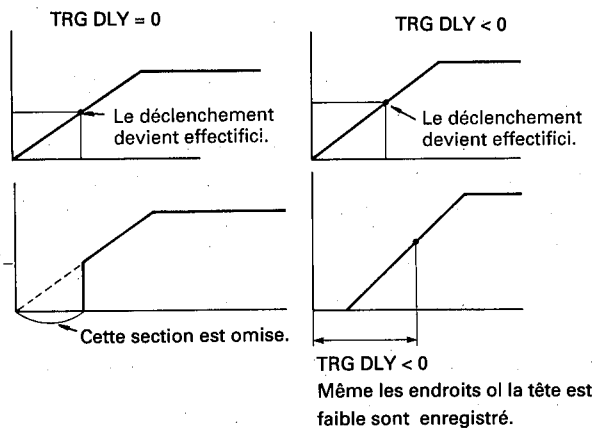 TRG DLY = 0
TRG DLY < 0
Le déclenchement
devient effectifici.
Le déclenchement
devient effectifici.
Cette section est omise.
TRG DLY < 0
Même les endroits ol la tête est
faible sont enregistré.